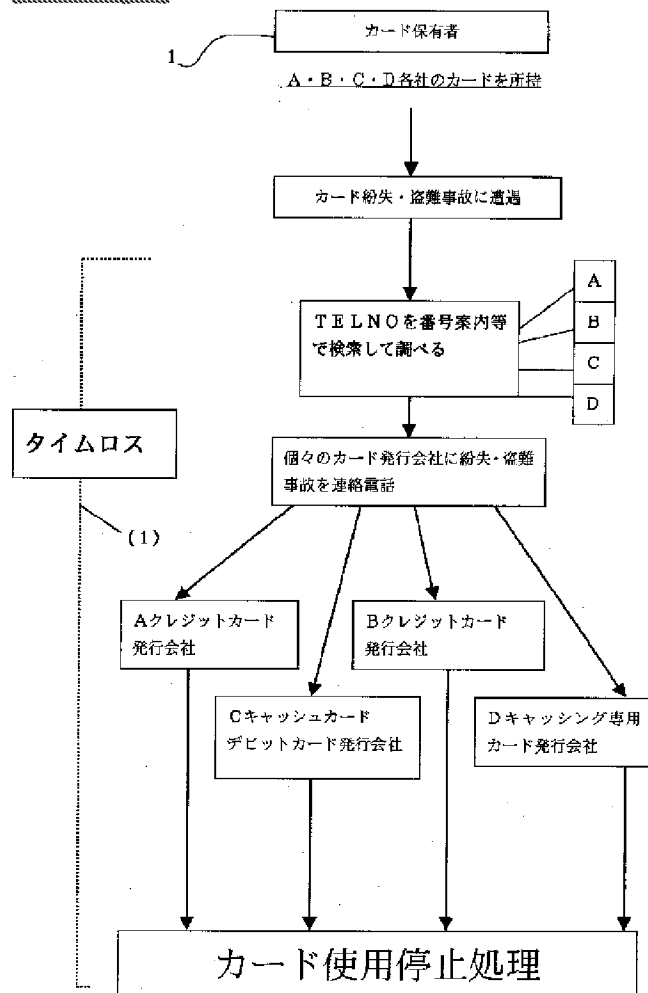 カード保有者
1
A・B・C・D各社のカードを所持
カード紛失・盗難事故に遭遇
TELNOを番号案内等
で検索して調べる
A
B
C
D
タイムロス
(1)
個々のカード発行会社に紛失・盗難
事故を連絡電話
Aクレジットカード
発行会社
Bクレジットカード
発行会社
Cキャッシュカード
デビットカード発行会社
Dキャッシング専用
カード発行会社
カード使用停止処理